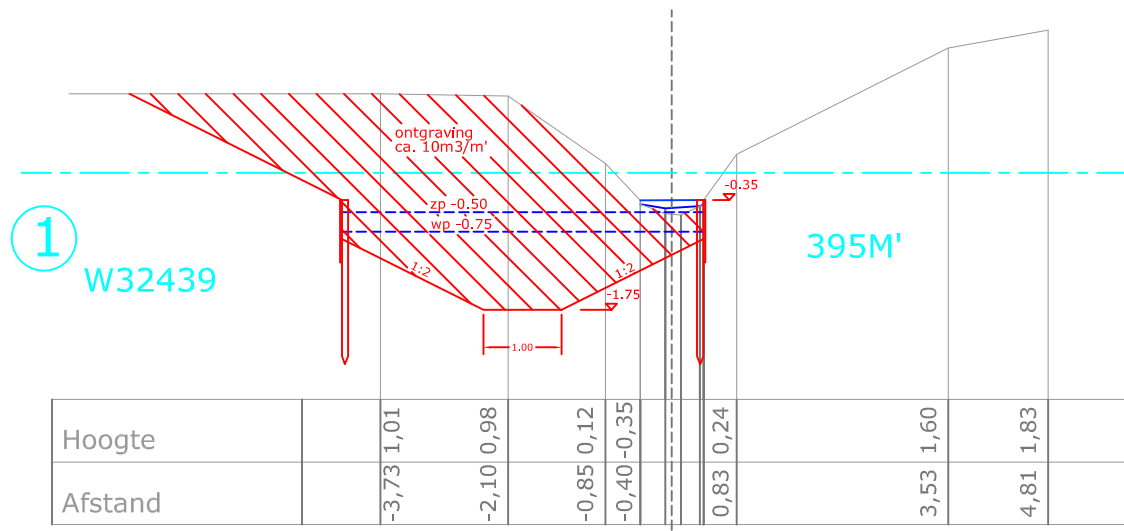 ontgraving
ca. 10m3/m'
-0.35
zp -0.50
wp -0.75
1
W32439
395M'
1:2
1:2
-1.75
1.00
Hoogte 1,01 0,98 0,12 -0,35 0,24 1,60 1,83
Afstand -3,73 -2,10 -0,85 -0,40 0,83 3,53 4,81